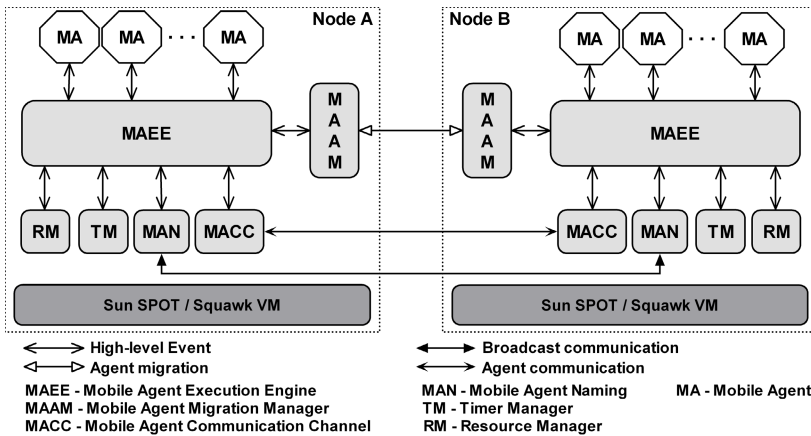 Node A
Node B
MA MA ... MA
MA MA ... MA
MAEE
MAAM
MAAM
MAEE
RM TM MAN MACC
MACC MAN TM RM
Sun SPOT / Squawk VM
Sun SPOT / Squawk VM
High-level Event
Broadcast communication
Agent migration
Agent communication
MAEE - Mobile Agent Execution Engine
MAN - Mobile Agent Naming
MA - Mobile Agent
MAAM - Mobile Agent Migration Manager
TM - Timer Manager
MACC - Mobile Agent Communication Channel
RM - Resource Manager